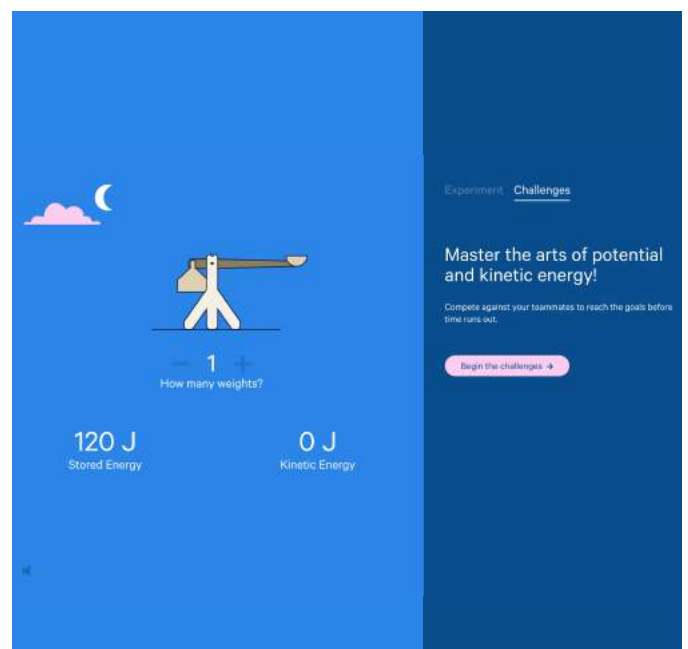 Experiment Challenges
Master the arts of potential
and kinetic energy!
Compete against your teammates to reach the goals before
time runs out.
Begin the challenges →
− 1 +
How many weights?
120 J
Stored Energy
0 J
Kinetic Energy